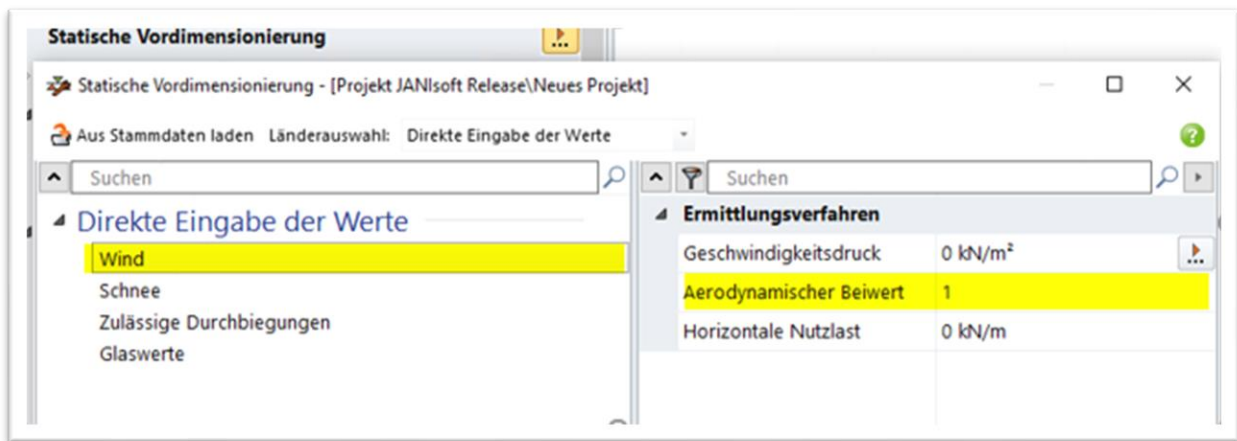 Statische Vordimensionierung
Statische Vordimensionierung - [Projekt JANIsoft Release\Neues Projekt]
Aus Stammdaten laden Länderauswahl: Direkte Eingabe der Werte
Suchen
Direkte Eingabe der Werte
Wind
Schnee
Zulässige Durchbiegungen
Glaswerte
Suchen
Ermittlungsverfahren
Geschwindigkeitsdruck 0 kN/m²
Aerodynamischer Beiwert 1
Horizontale Nutzlast 0 kN/m